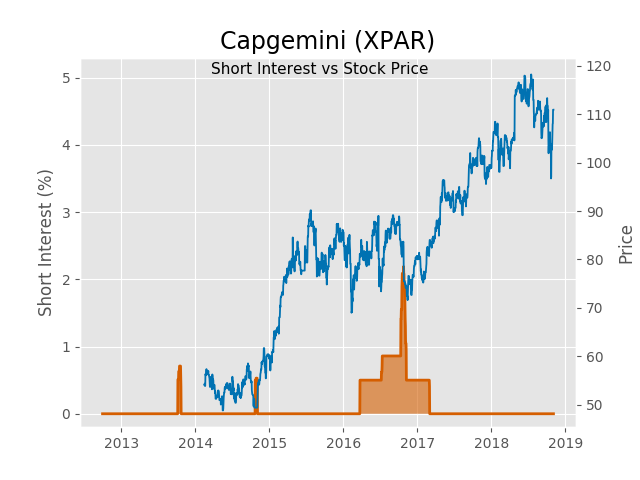 Capgemini (XPAR)
Short Interest vs Stock Price
Short Interest (%)
5
4
3
2
1
0
120
110
100
90
80
70
60
50
Price
2013 2014 2015 2016 2017 2018 2019